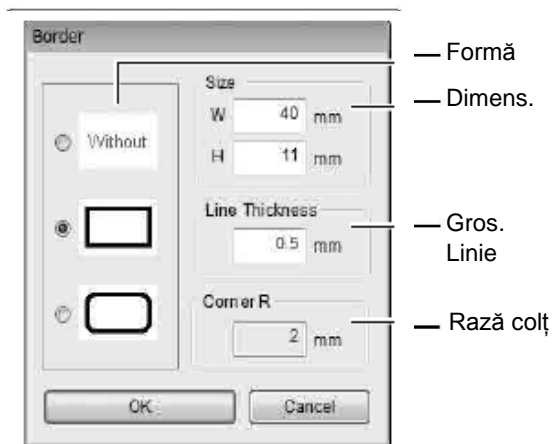 Border
Formă
Size
Dimens.
W 40 mm
Without
H 11 mm
Line Thickness
Gros.
Linie
0.5 mm
Corner R
Rază colț
2 mm
OK
Cancel